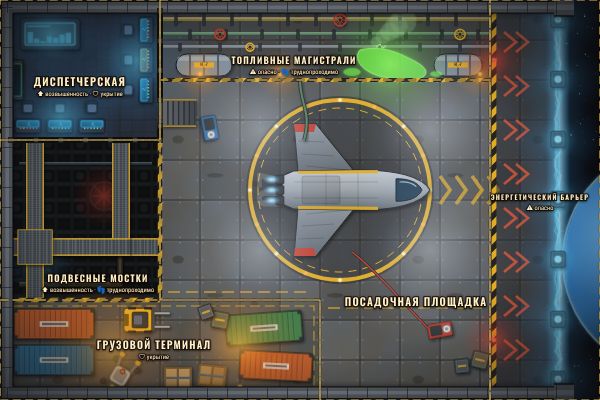 ТОПЛИВНЫЕ МАГИСТРАЛИ
опасно · труднопроходимо
ДИСПЕТЧЕРСКАЯ
возвышенность · укрытие
ЭНЕРГЕТИЧЕСКИЙ БАРЬЕР
опасно
ПОДВЕСНЫЕ МОСТКИ
возвышенность · труднопроходимо
ПОСАДОЧНАЯ ПЛОЩАДКА
ГРУЗОВОЙ ТЕРМИНАЛ
укрытие